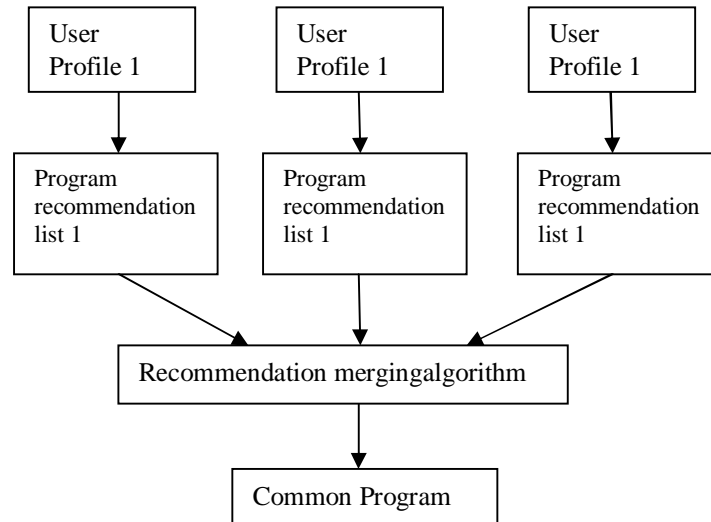 User
Profile 1
User
Profile 1
User
Profile 1
Program
recommendation
list 1
Program
recommendation
list 1
Program
recommendation
list 1
Recommendation mergingalgorithm
Common Program